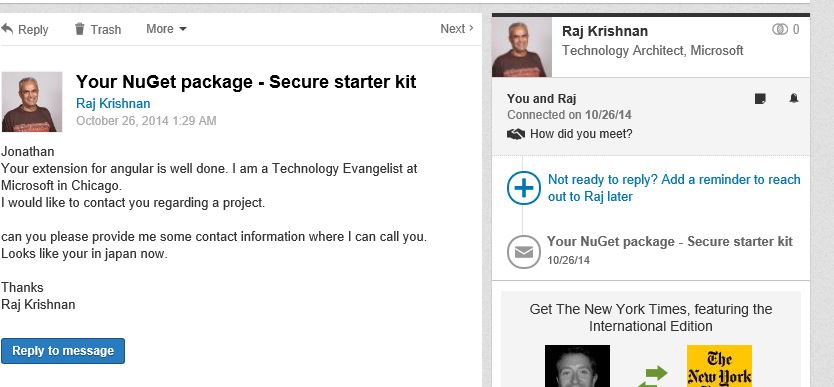 Reply Trash More Next
Your NuGet package - Secure starter kit
Raj Krishnan
October 26, 2014 1:29 AM
Jonathan
Your extension for angular is well done. I am a Technology Evangelist at
Microsoft in Chicago.
I would like to contact you regarding a project.
can you please provide me some contact information where I can call you.
Looks like your in japan now.
Thanks
Raj Krishnan
Reply to message
Raj Krishnan
0
Technology Architect, Microsoft
You and Raj
Connected on 10/26/14
How did you meet?
Not ready to reply? Add a reminder to reach
out to Raj later
Your NuGet package - Secure starter kit
10/26/14
Get The New York Times, featuring the
International Edition
The
New York